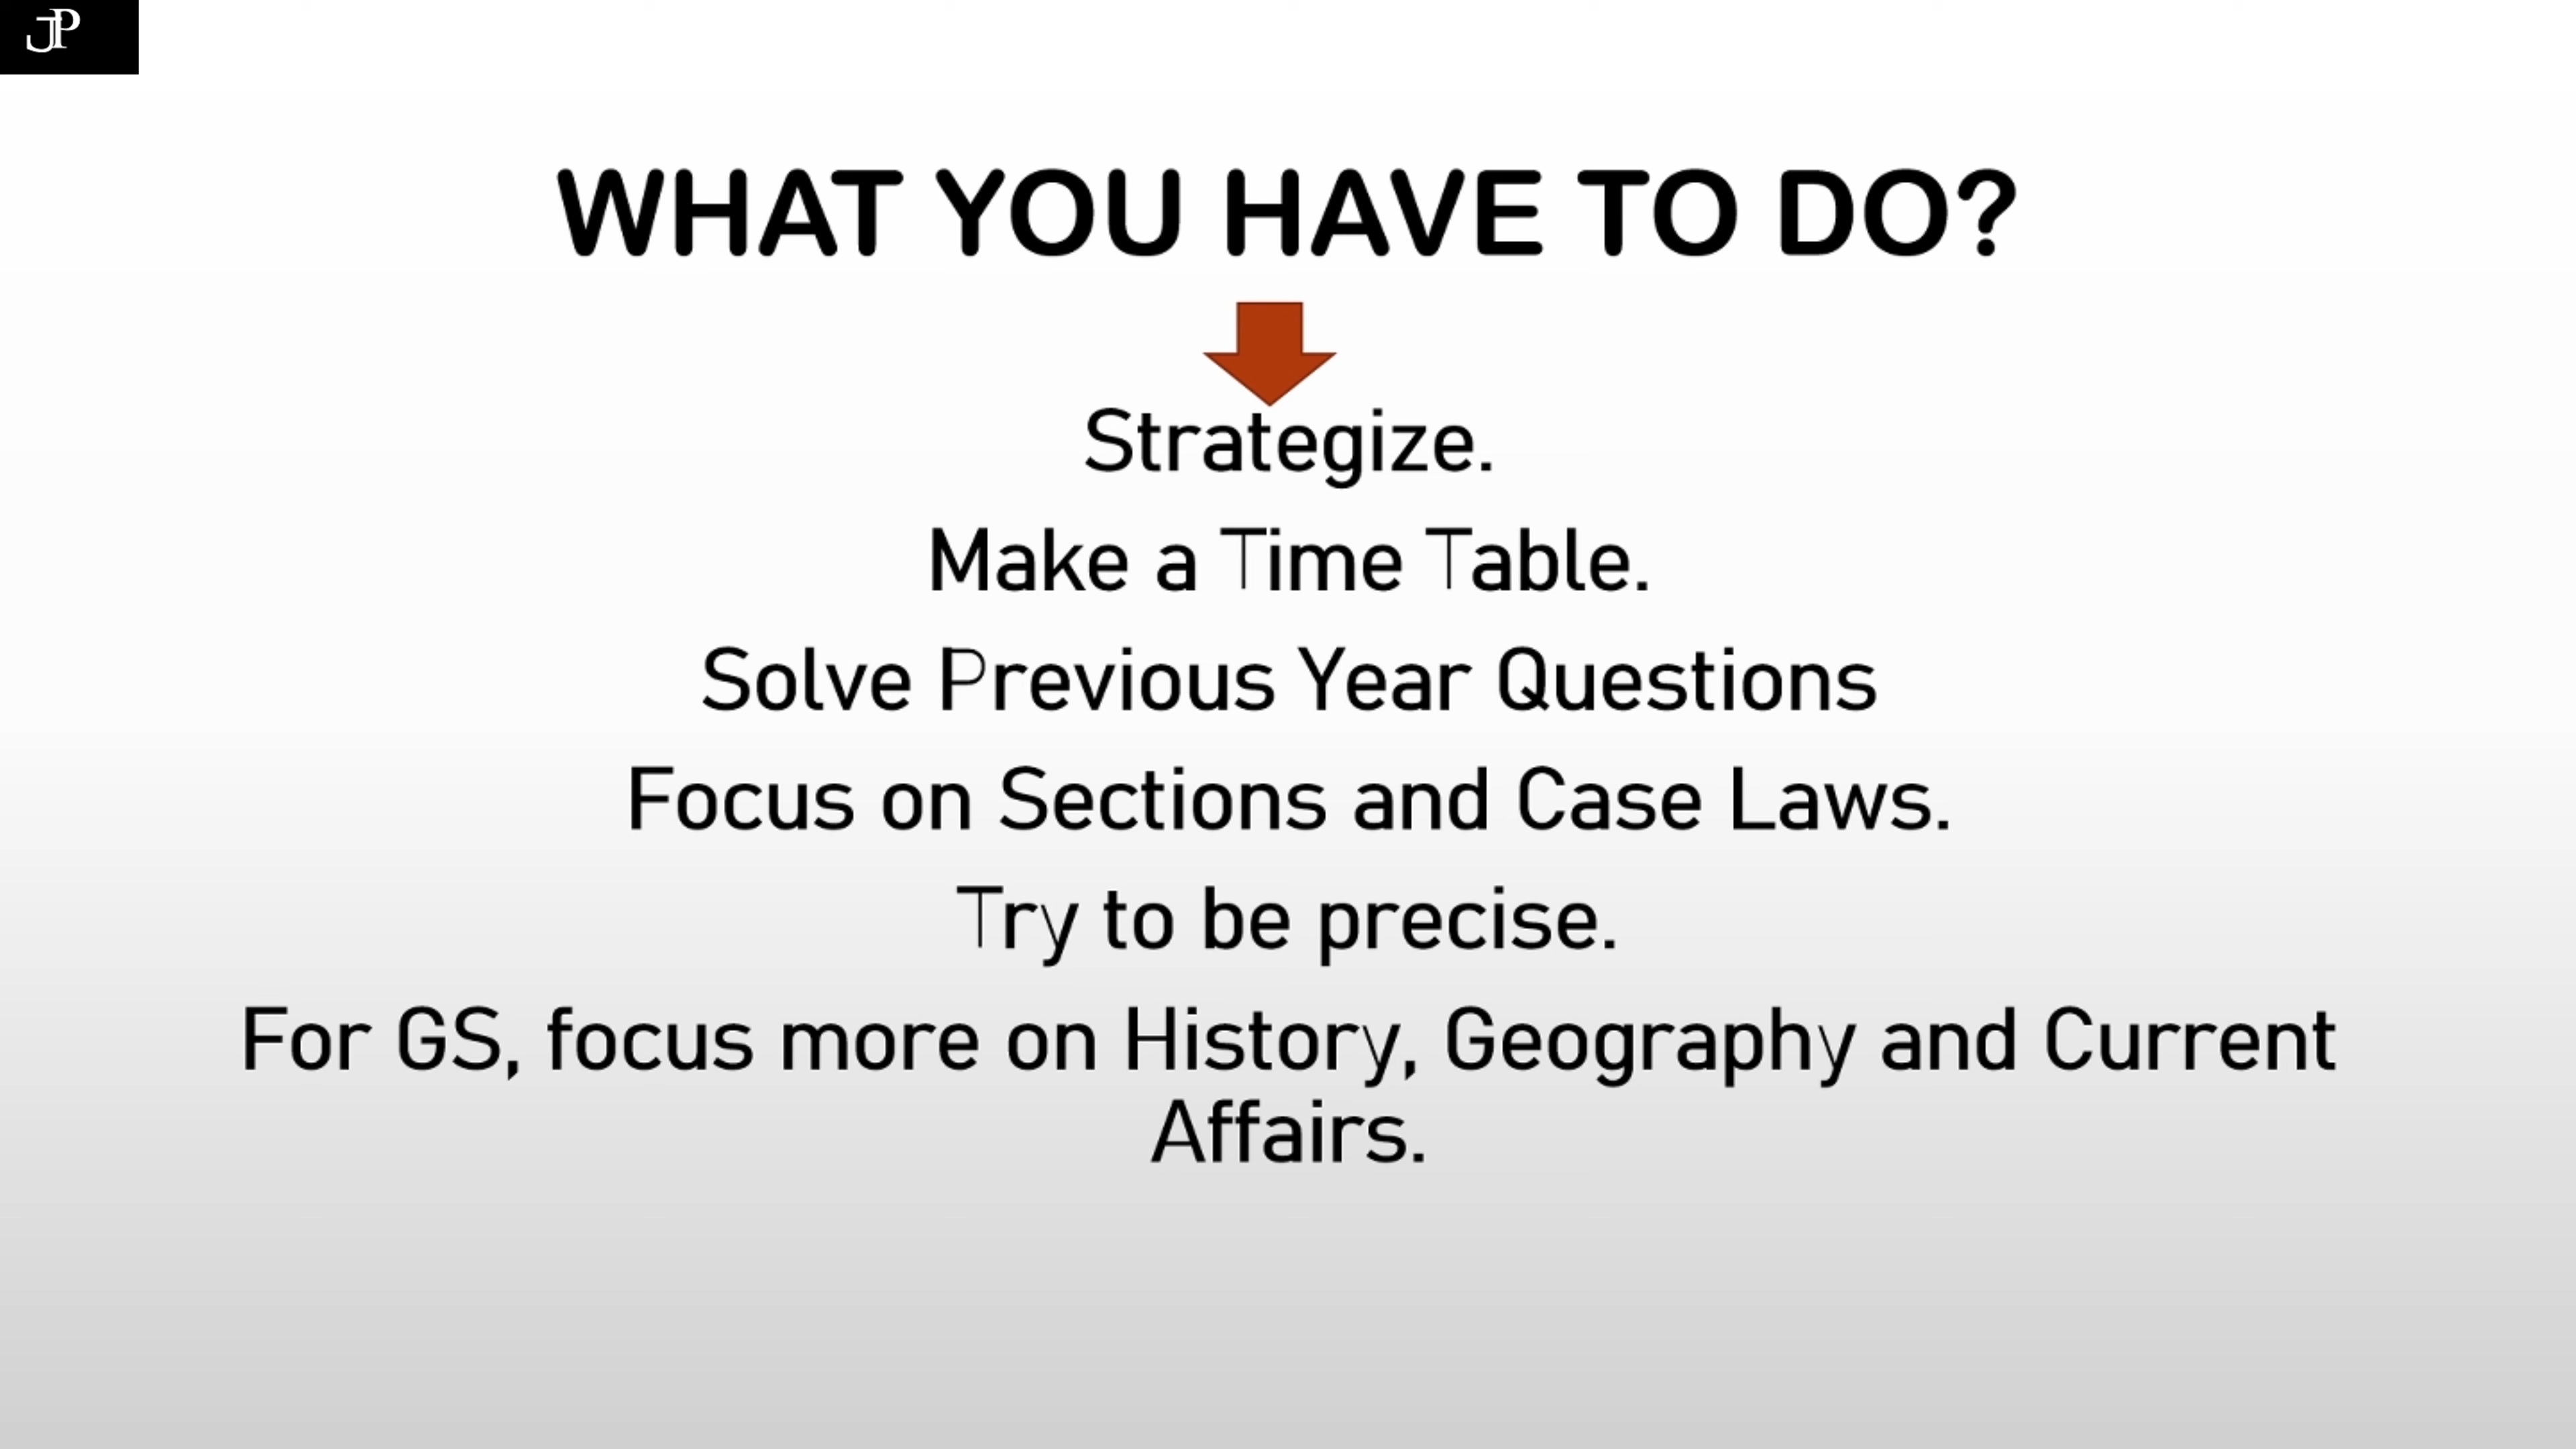 JP
WHAT YOU HAVE TO DO?
Strategize.
Make a Time Table.
Solve Previous Year Questions
Focus on Sections and Case Laws.
Try to be precise.
For GS, focus more on History, Geography and Current
Affairs.